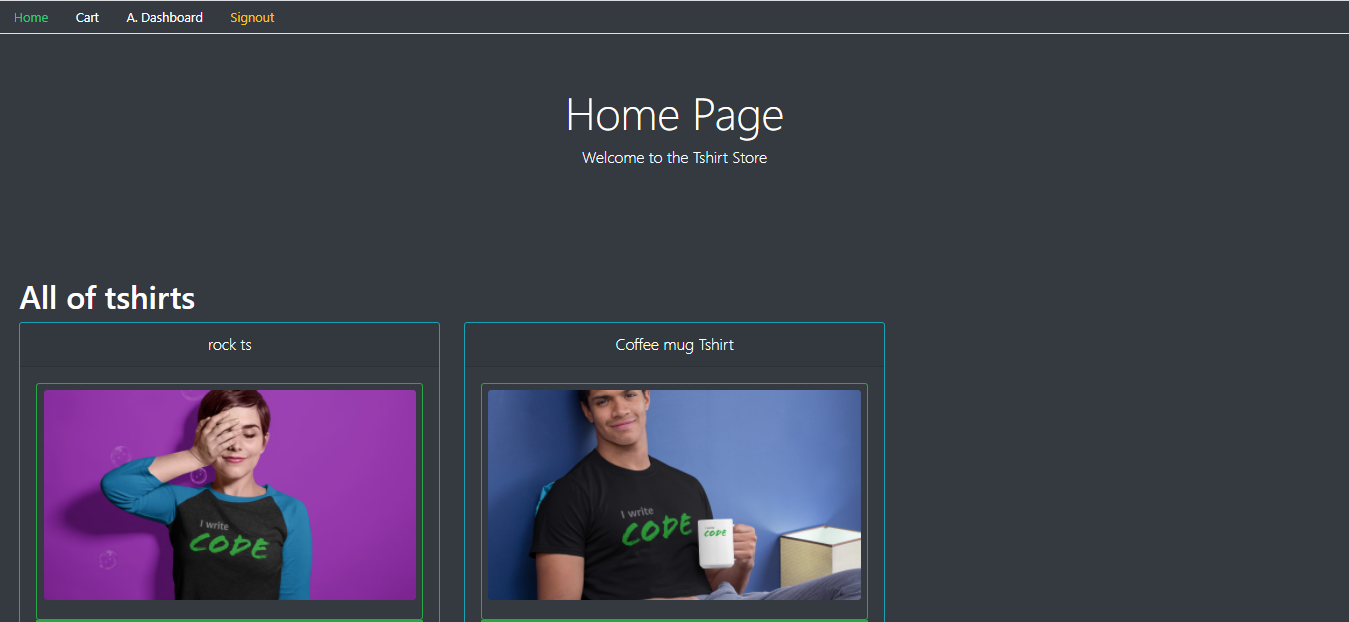 Home Cart A. Dashboard Signout
Home Page
Welcome to the Tshirt Store
All of tshirts
rock ts
Coffee mug Tshirt
I write
CODE
I write
CODE
CODE